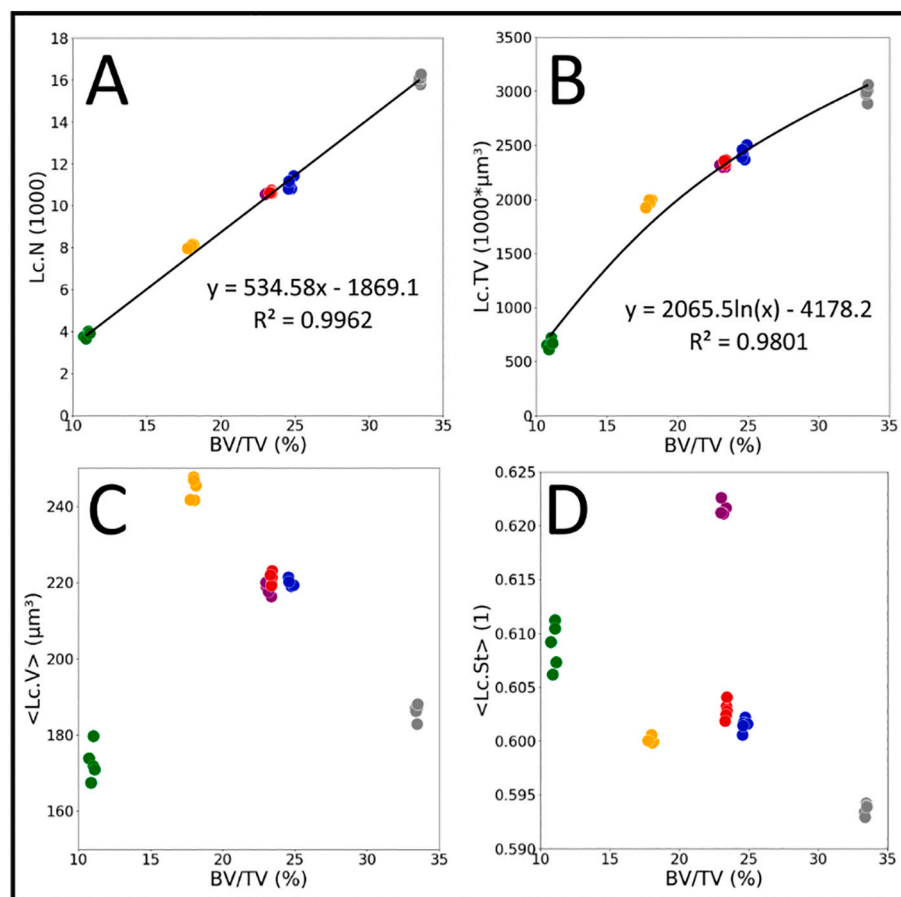 A
18
16
14
12
10
8
6
4
2
0
Lc.N (1000)
y = 534.58x - 1869.1
R² = 0.9962
10 15 20 25 30 35
BV/TV (%)
B
3500
3000
2500
2000
1500
1000
500
0
Lc.TV (1000*µm³)
y = 2065.5ln(x) - 4178.2
R² = 0.9801
10 15 20 25 30 35
BV/TV (%)
C
240
220
200
180
160
<Lc.V> (µm³)
10 15 20 25 30 35
BV/TV (%)
D
0.625
0.620
0.615
0.610
0.605
0.600
0.595
0.590
<Lc.St> (1)
10 15 20 25 30 35
BV/TV (%)